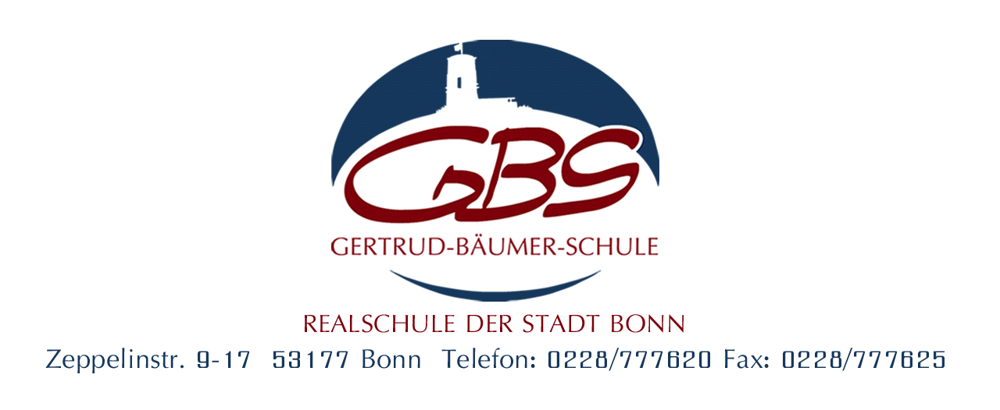 GBS
GERTRUD-BÄUMER-SCHULE
REALSCHULE DER STADT BONN
Zeppelinstr. 9-17 53177 Bonn Telefon: 0228/777620 Fax: 0228/777625